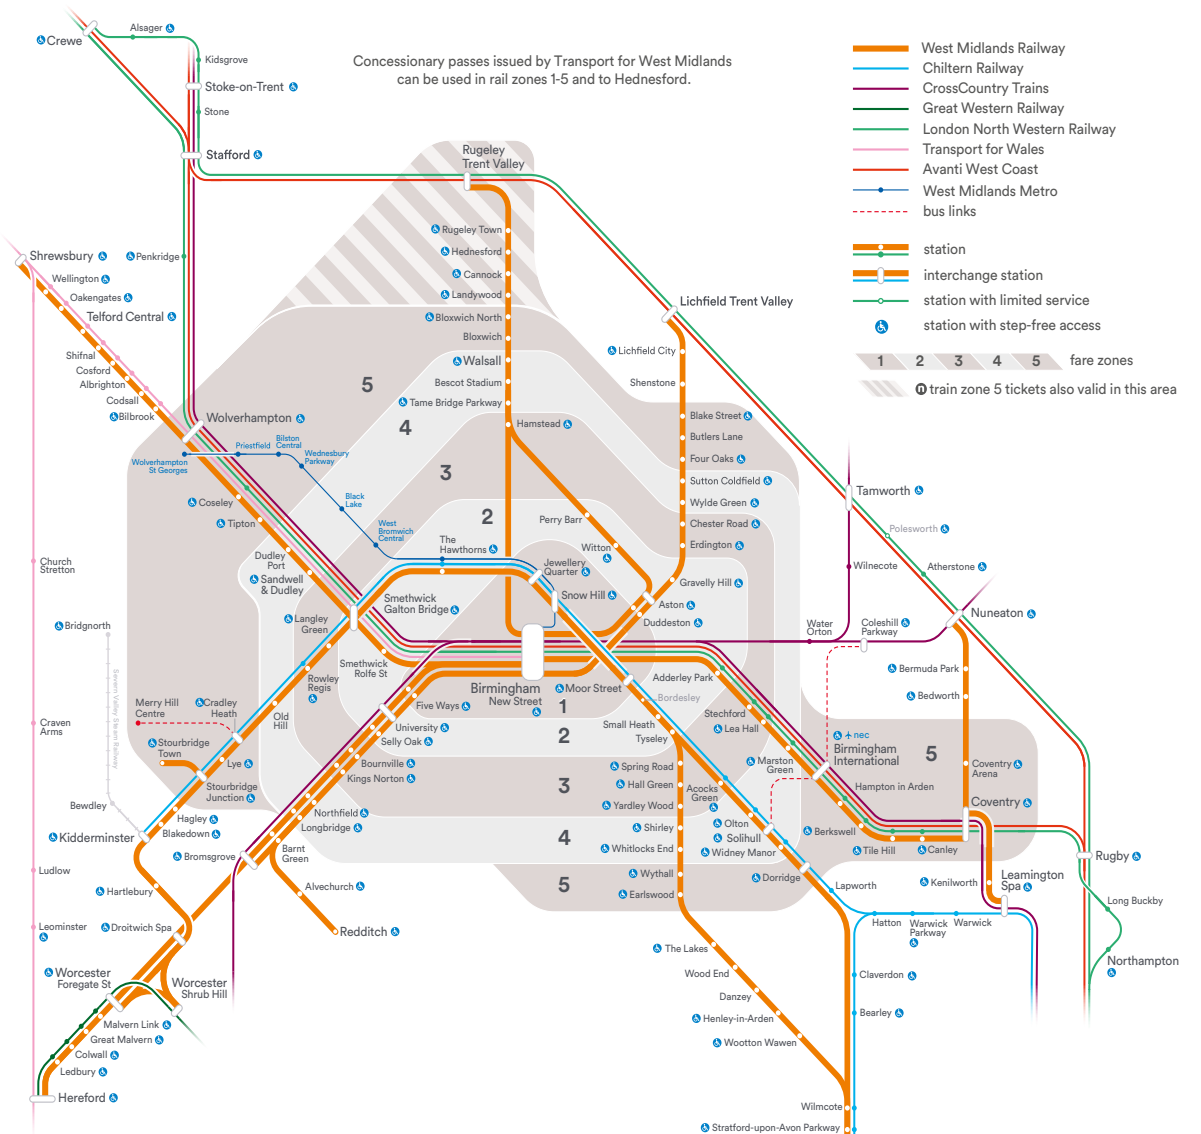 Concessionary passes issued by Transport for West Midlands
can be used in rail zones 1-5 and to Hednesford.
West Midlands Railway
Chiltern Railway
CrossCountry Trains
Great Western Railway
London North Western Railway
Transport for Wales
Avanti West Coast
West Midlands Metro
bus links
station
interchange station
station with limited service
station with step-free access
1 2 3 4 5 fare zones
n train zone 5 tickets also valid in this area
Crewe
Alsager
Kidsgrove
Stoke-on-Trent
Stone
Stafford
Penkridge
Rugeley
Trent Valley
Rugeley Town
Hednesford
Cannock
Landywood
Bloxwich North
Bloxwich
Walsall
Bescot Stadium
Tame Bridge Parkway
Hamstead
Perry Barr
Witton
Shrewsbury
Wellington
Oakengates
Telford Central
Shifnal
Cosford
Albrighton
Codsall
Bilbrook
Wolverhampton
Wolverhampton
St Georges
Priestfield
Bilston
Central
Wednesbury
Parkway
Black
Lake
West
Bromwich
Central
The
Hawthorns
Jewellery
Quarter
Snow Hill
Coseley
Tipton
Dudley
Port
Sandwell
& Dudley
Smethwick
Galton Bridge
Langley
Green
Smethwick
Rolfe St
Rowley
Regis
Old
Hill
Cradley
Heath
Merry Hill
Centre
Lye
Stourbridge
Town
Stourbridge
Junction
Hagley
Blakedown
Kidderminster
Hartlebury
Droitwich Spa
Worcester
Foregate St
Worcester
Shrub Hill
Malvern Link
Great Malvern
Colwall
Ledbury
Hereford
Church
Stretton
Craven
Arms
Ludlow
Leominster
Bridgnorth
Severn Valley Steam Railway
Bewdley
Lichfield Trent Valley
Lichfield City
Shenstone
Blake Street
Butlers Lane
Four Oaks
Sutton Coldfield
Wylde Green
Chester Road
Erdington
Gravelly Hill
Aston
Duddeston
Tamworth
Polesworth
Atherstone
Wilnecote
Nuneaton
Water
Orton
Coleshill
Parkway
Bermuda Park
Bedworth
Coventry
Arena
Coventry
Birmingham
New Street
Moor Street
Bordesley
Adderley Park
Stechford
Lea Hall
Marston
Green
nec
Birmingham
International
Hampton in Arden
Berkswell
Tile Hill
Canley
Kenilworth
Leamington
Spa
Rugby
Long Buckby
Northampton
Five Ways
University
Selly Oak
Bournville
Kings Norton
Northfield
Longbridge
Barnt
Green
Bromsgrove
Alvechurch
Redditch
Small Heath
Tyseley
Spring Road
Hall Green
Yardley Wood
Shirley
Whitlocks End
Wythall
Earlswood
The Lakes
Wood End
Danzey
Henley-in-Arden
Wootton Wawen
Wilmcote
Stratford-upon-Avon Parkway
Acocks
Green
Olton
Solihull
Widney Manor
Dorridge
Lapworth
Hatton
Warwick
Parkway
Warwick
Claverdon
Bearley
5
4
3
2
1
2
3
4
5
5